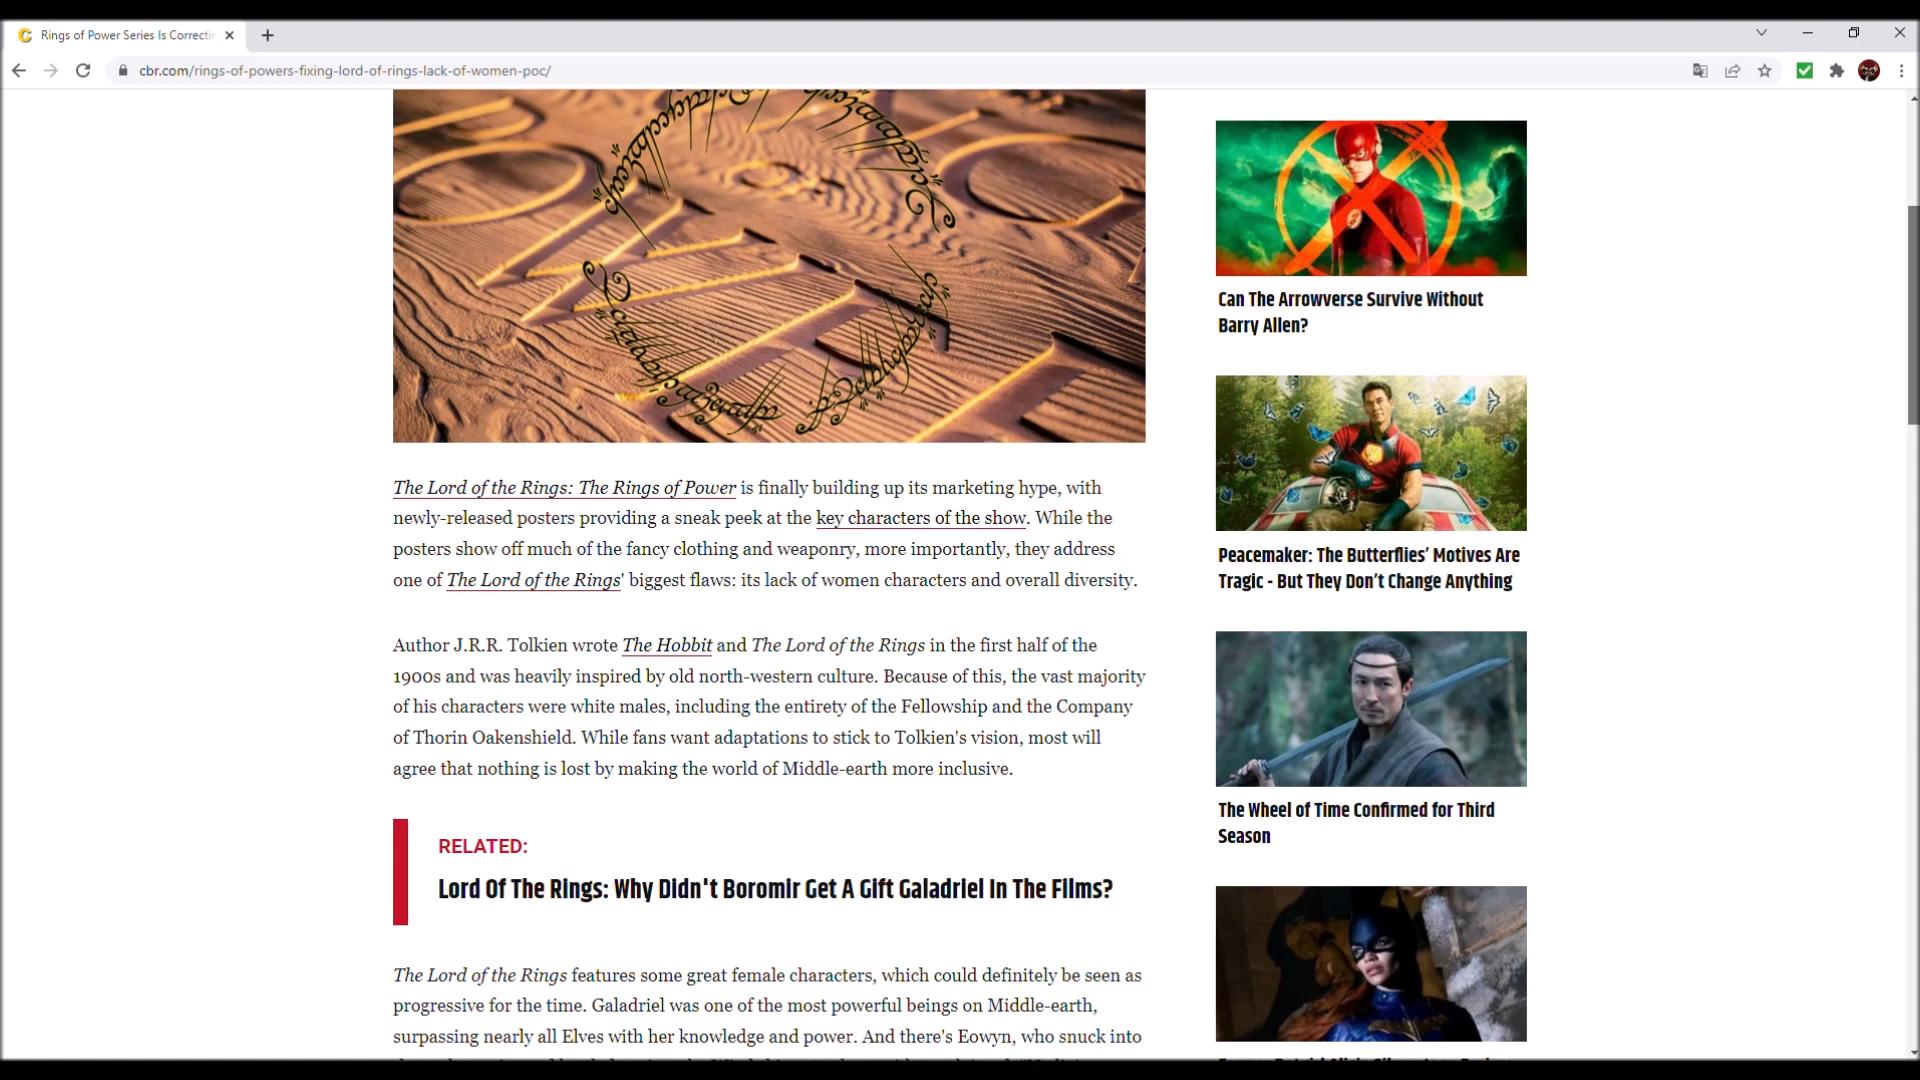 Rings of Power Series Is Correcti
cbr.com/rings-of-powers-fixing-lord-of-rings-lack-of-women-poc/
The Lord of the Rings: The Rings of Power is finally building up its marketing hype, with
newly-released posters providing a sneak peek at the key characters of the show. While the
posters show off much of the fancy clothing and weaponry, more importantly, they address
one of The Lord of the Rings' biggest flaws: its lack of women characters and overall diversity.
Author J.R.R. Tolkien wrote The Hobbit and The Lord of the Rings in the first half of the
1900s and was heavily inspired by old north-western culture. Because of this, the vast majority
of his characters were white males, including the entirety of the Fellowship and the Company
of Thorin Oakenshield. While fans want adaptations to stick to Tolkien's vision, most will
agree that nothing is lost by making the world of Middle-earth more inclusive.
RELATED:
Lord Of The Rings: Why Didn't Boromir Get A Gift Galadriel In The Films?
The Lord of the Rings features some great female characters, which could definitely be seen as
progressive for the time. Galadriel was one of the most powerful beings on Middle-earth,
surpassing nearly all Elves with her knowledge and power. And there's Eowyn, who snuck into
Can The Arrowverse Survive Without
Barry Allen?
Peacemaker: The Butterflies’ Motives Are
Tragic - But They Don’t Change Anything
The Wheel of Time Confirmed for Third
Season